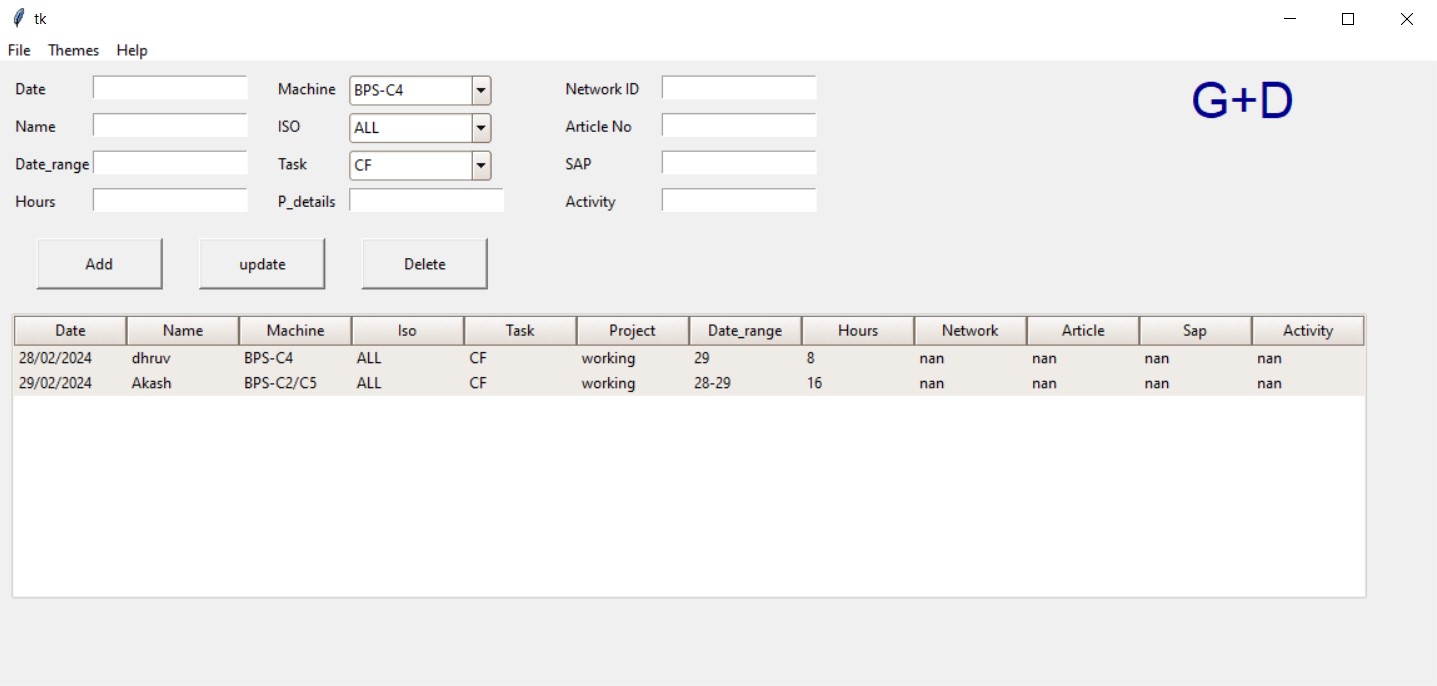 tk
File Themes Help
Date Machine BPS-C4 Network ID G+D
Name ISO ALL Article No
Date_range Task CF SAP
Hours P_details Activity
Add update Delete
Date Name Machine Iso Task Project Date_range Hours Network Article Sap Activity
28/02/2024 dhruv BPS-C4 ALL CF working 29 8 nan nan nan nan
29/02/2024 Akash BPS-C2/C5 ALL CF working 28-29 16 nan nan nan nan